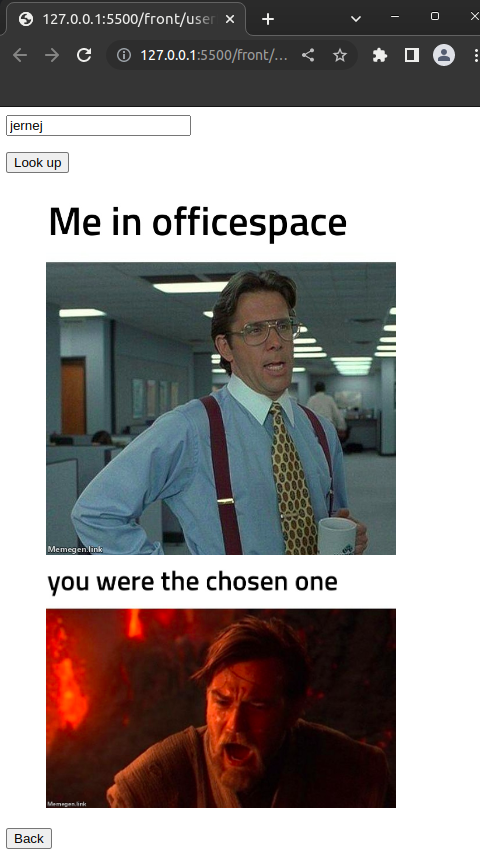 127.0.0.1:5500/front/user
127.0.0.1:5500/front/…
jernej
Look up
Me in officespace
Memegen.link
you were the chosen one
Memegen.link
Back